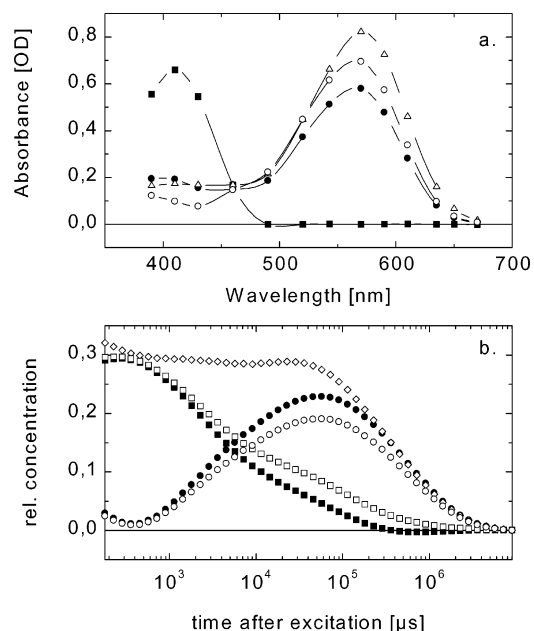 a.
Absorbance [OD]
0,8
0,6
0,4
0,2
0,0
400 500 600 700
Wavelength [nm]
b.
rel. concentration
0,3
0,2
0,1
0,0
10³ 10⁴ 10⁵ 10⁶
time after excitation [µs]